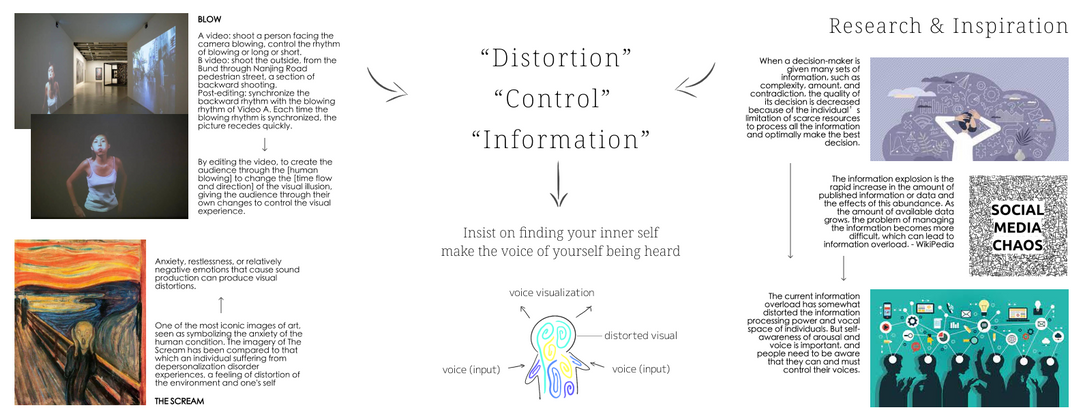 Research & Inspiration
BLOW
A video: shoot a person facing the
camera blowing, control the rhythm
of blowing or long or short.
B video: shoot the outside, from the
Bund through Nanjing Road
pedestrian street, a section of
backward shooting.
Post-editing: synchronize the
backward rhythm with the blowing
rhythm of Video A. Each time the
blowing rhythm is synchronized, the
picture recedes quickly.
By editing the video, to create the
audience through the [human
blowing] to change the [time flow
and direction] of the visual illusion,
giving the audience through their
own changes to control the visual
experience.
Anxiety, restlessness, or relatively
negative emotions that cause sound
production can produce visual
distortions.
One of the most iconic images of art,
seen as symbolizing the anxiety of the
human condition. The imagery of The
Scream has been compared to that
which an individual suffering from
depersonalization disorder
experiences, a feeling of distortion of
the environment and one's self
THE SCREAM
“Distortion”
“Control”
“Information”
Insist on finding your inner self
make the voice of yourself being heard
voice visualization
distorted visual
voice (input)
voice (input)
When a decision-maker is
given many sets of
information, such as
complexity, amount, and
contradiction, the quality of
its decision is decreased
because of the individual’s
limitation of scarce resources
to process all the information
and optimally make the best
decision.
The information explosion is the
rapid increase in the amount of
published information or data and
the effects of this abundance. As
the amount of available data
grows, the problem of managing
the information becomes more
difficult, which can lead to
information overload. - WikiPedia
SOCIAL
MEDIA
CHAOS
The current information
overload has somewhat
distorted the information
processing power and vocal
space of individuals. But self-
awareness of arousal and
voice is important, and
people need to be aware
that they can and must
control their voices.